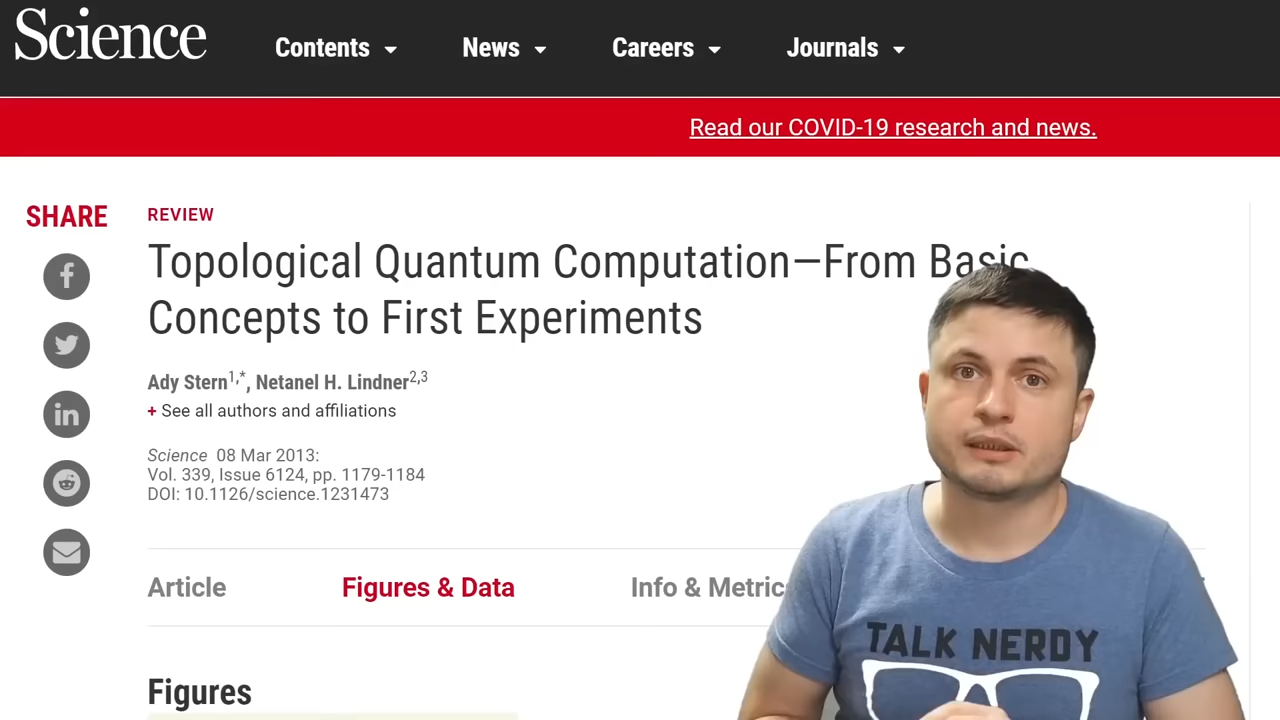 Science
Contents
News
Careers
Journals
Read our COVID-19 research and news.
SHARE
REVIEW
Topological Quantum Computation—From Basic
Concepts to First Experiments
Ady Stern1,*, Netanel H. Lindner2,3
+ See all authors and affiliations
Science 08 Mar 2013:
Vol. 339, Issue 6124, pp. 1179-1184
DOI: 10.1126/science.1231473
Article
Figures & Data
Info & Metrics
Figures
TALK NERDY